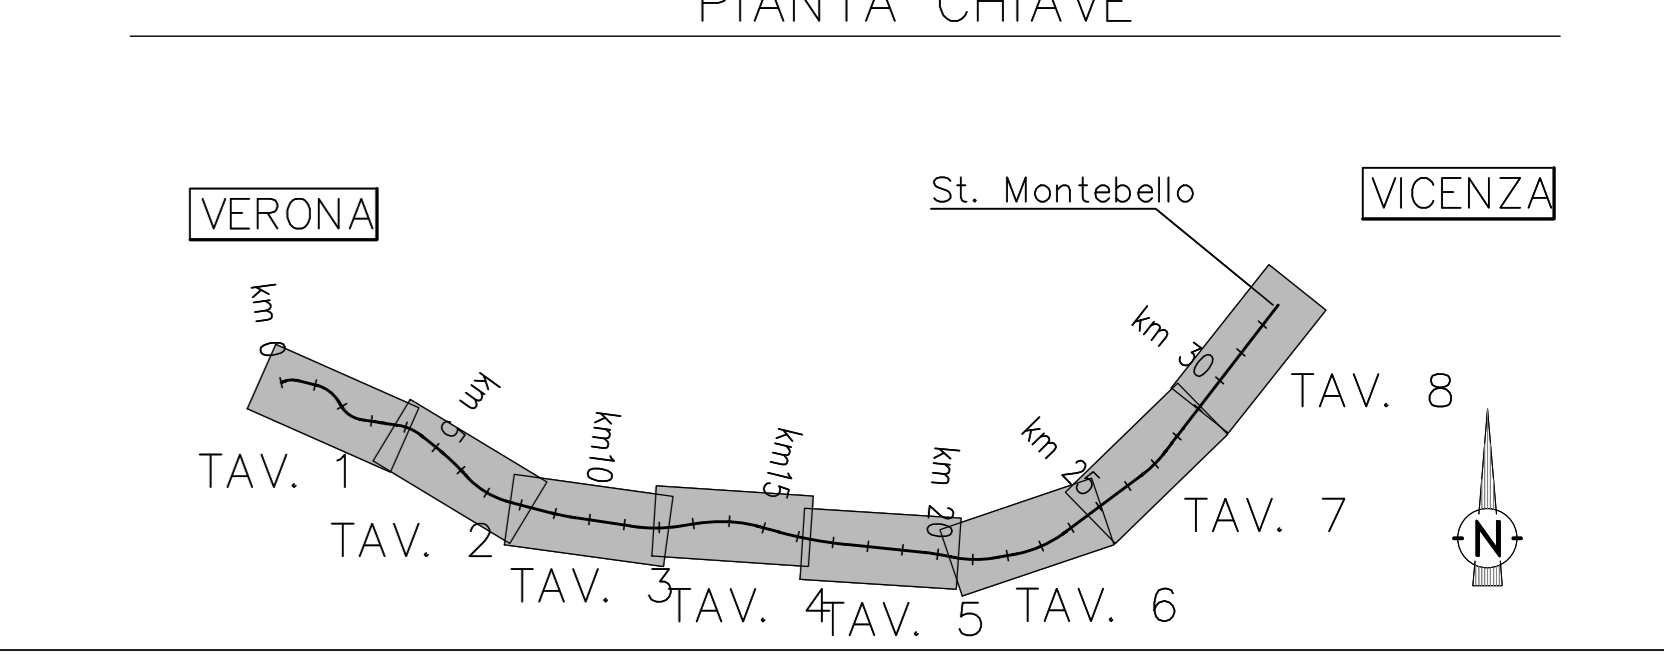 PIANTA CHIAVE
St. Montebello
VICENZA
VERONA
km 0
km 30
km 5
TAV. 8
km10
km 25
km15
km 20
TAV. 1
TAV. 7
TAV. 2
N
TAV. 3
TAV. 4
TAV. 5
TAV. 6